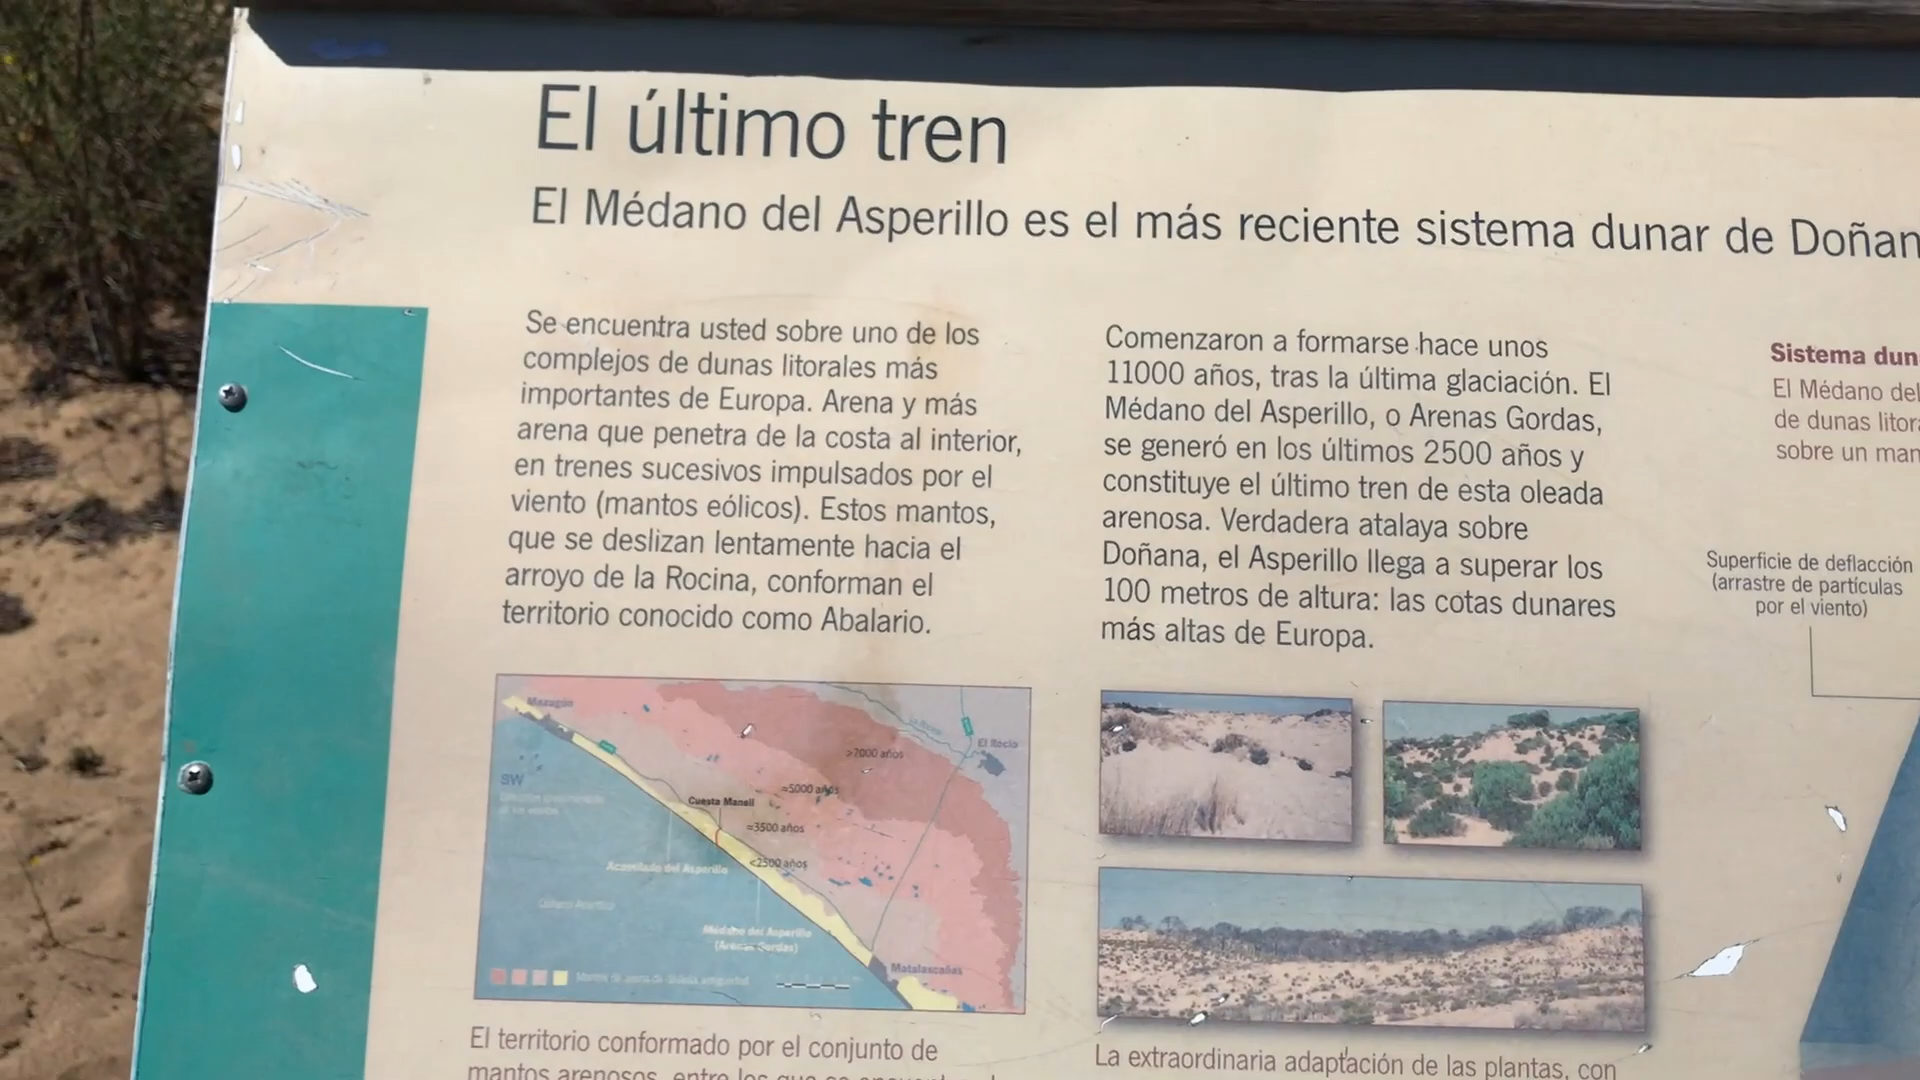 El último tren
El Médano del Asperillo es el más reciente sistema dunar de Doñan
Se encuentra usted sobre uno de los
complejos de dunas litorales más
importantes de Europa. Arena y más
arena que penetra de la costa al interior,
en trenes sucesivos impulsados por el
viento (mantos eólicos). Estos mantos,
que se deslizan lentamente hacia el
arroyo de la Rocina, conforman el
territorio conocido como Abalario.
Comenzaron a formarse hace unos
11000 años, tras la última glaciación. El
Médano del Asperillo, o Arenas Gordas,
se generó en los últimos 2500 años y
constituye el último tren de esta oleada
arenosa. Verdadera atalaya sobre
Doñana, el Asperillo llega a superar los
100 metros de altura: las cotas dunares
más altas de Europa.
Sistema dun
El Médano del
de dunas litor
sobre un man
Superficie de deflacción
(arrastre de partículas
por el viento)
Mazagón
El Rocío
>7000 años
SW
≈5000 años
Cuesta Maneli
≈3500 años
<2500 años
Acantilado del Asperillo
Médano del Asperillo
(Arenas Gordas)
Matalascañas
El territorio conformado por el conjunto de
mantos arenosos, entre los que se
La extraordinaria adaptación de las plantas, con